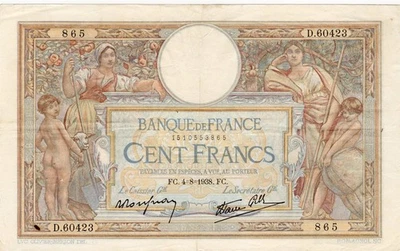 865 D.60423
1510553865
BANQUE DE FRANCE
CENT FRANCS
PAYABLES EN ESPÈCES, A VUE, AU PORTEUR
FC. 4-8-1938. FC.
Le Caissier Gal. Le Secrétaire Gal.
D.60423 865